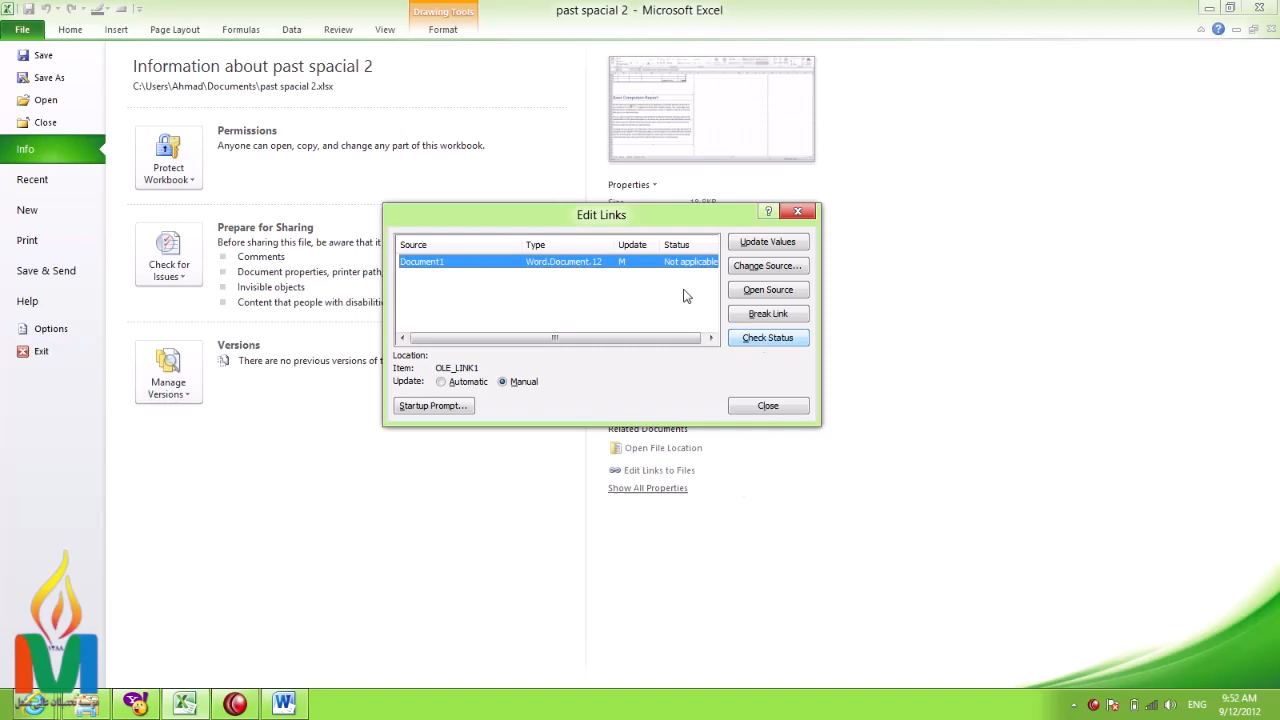 Drawing Tools
past spacial 2 - Microsoft Excel
File Home Insert Page Layout Formulas Data Review View Format
Save
Save As
Open
Close
Info
Recent
New
Print
Save & Send
Help
Options
Exit
Information about past spacial 2
C:\Users\Ahmad\Documents\past spacial 2.xlsx
Protect
Workbook
Permissions
Anyone can open, copy, and change any part of this workbook.
Check for
Issues
Prepare for Sharing
Before sharing this file, be aware that it
Comments
Document properties, printer path,
Invisible objects
Content that people with disabiliti
Manage
Versions
Versions
There are no previous versions of t
Properties
Edit Links
Source Type Update Status
Document1 Word.Document.12 M Not applicable
Update Values
Change Source...
Open Source
Break Link
Check Status
Location:
Item: OLE_LINK1
Update: Automatic Manual
Startup Prompt...
Close
Related Documents
Open File Location
Edit Links to Files
Show All Properties
ENG
9:52 AM
9/12/2012